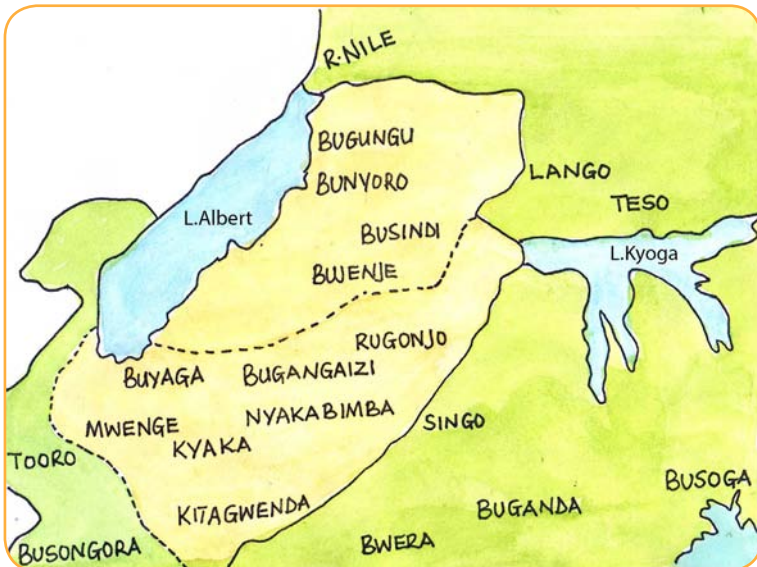 R. NILE
BUGUNGU
BUNYORO
LANGO
TESO
L.Albert
BUSINDI
L.Kyoga
BWENJE
RUGONJO
BUYAGA
BUGANGAIZI
NYAKABIMBA
MWENGE
SINGO
KYAKA
TOORO
BUSOGA
KITAGWENDA
BUGANDA
BUSONGORA
BWERA